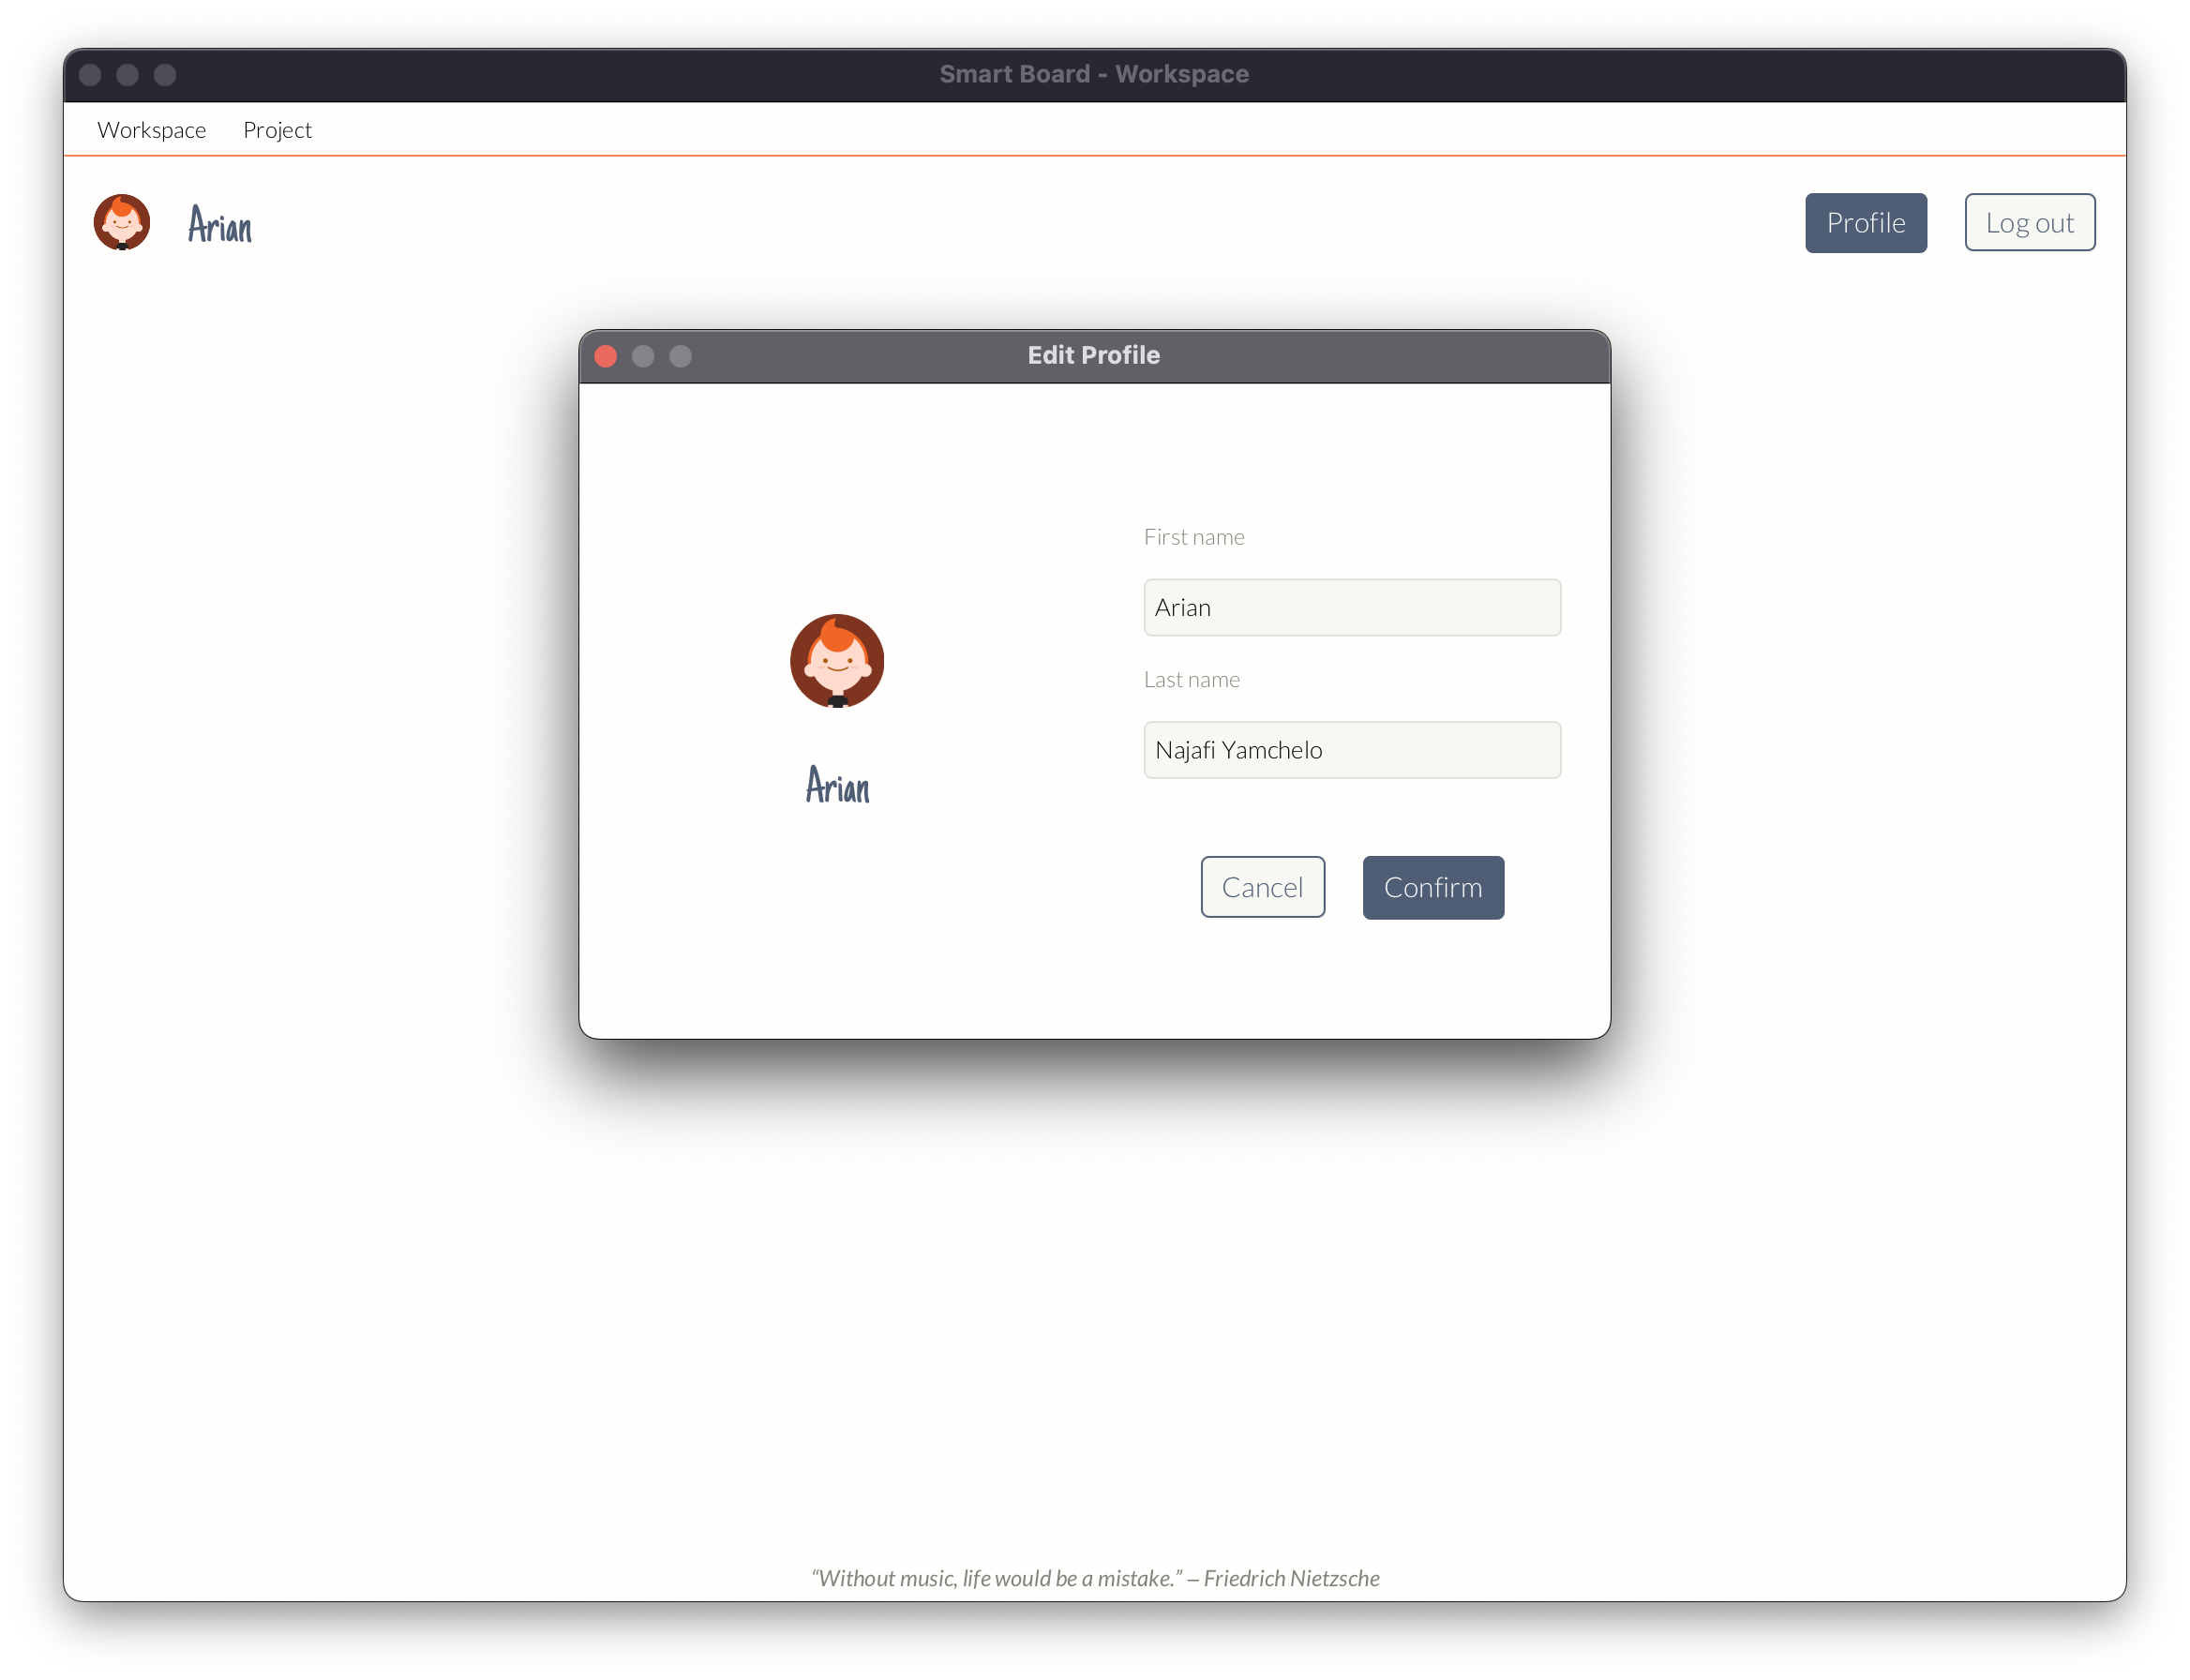 Smart Board - Workspace
Workspace Project
Arian
Profile
Log out
Edit Profile
Arian
First name
Arian
Last name
Najafi Yamchelo
Cancel
Confirm
“Without music, life would be a mistake.” – Friedrich Nietzsche